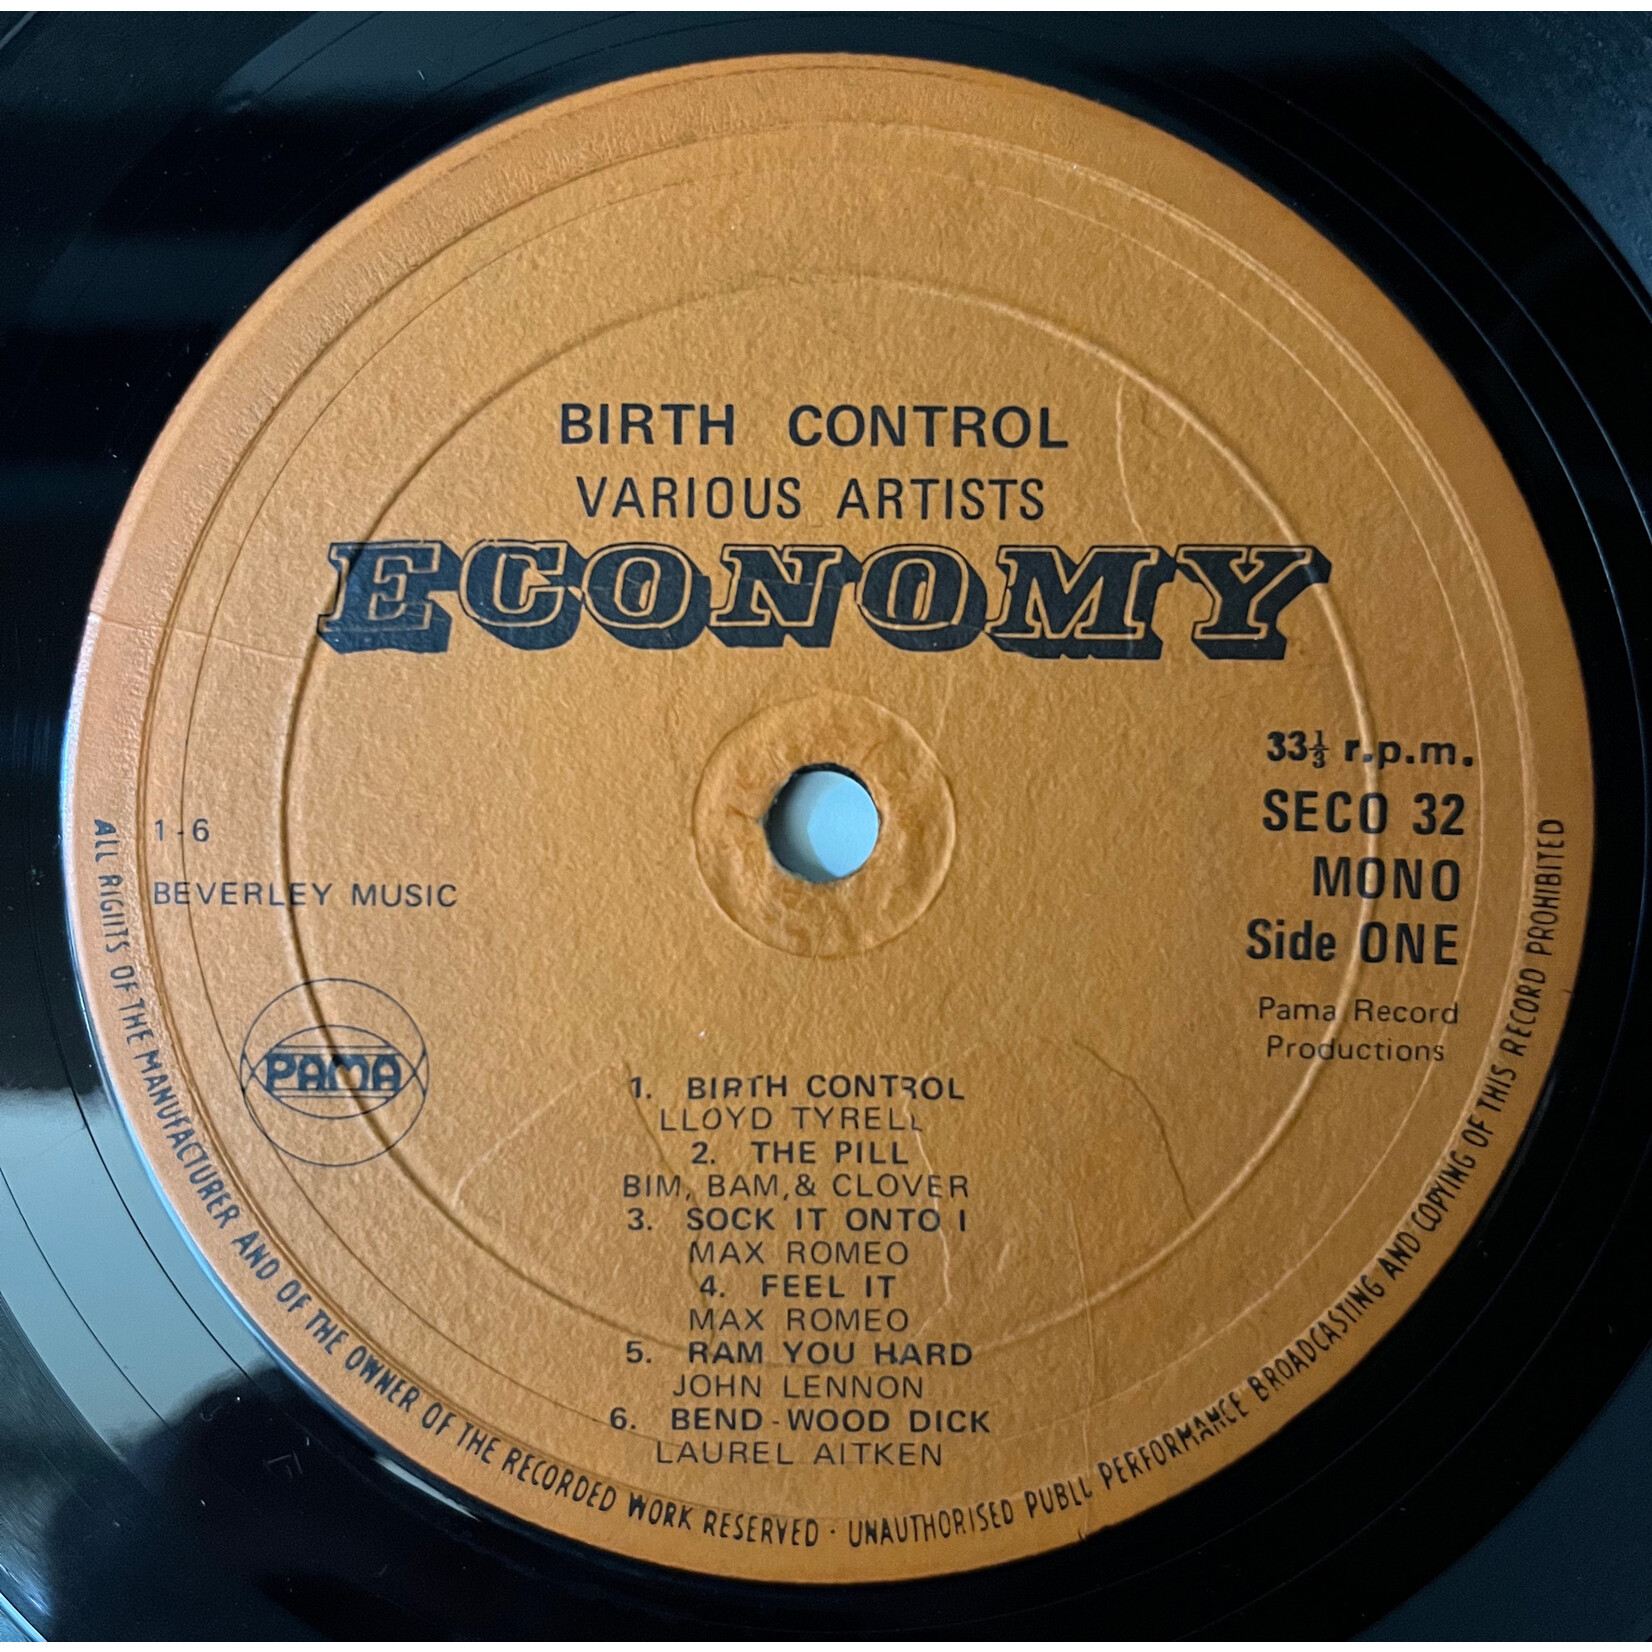 BIRTH CONTROL
VARIOUS ARTISTS
ECONOMY
33⅓ r.p.m.
SECO 32
MONO
Side ONE
Pama Record
Productions
1-6
BEVERLEY MUSIC
PAMA
1. BIRTH CONTROL
LLOYD TYRELL
2. THE PILL
BIM, BAM,& CLOVER
3. SOCK IT ONTO I
MAX ROMEO
4. FEEL IT
MAX ROMEO
5. RAM YOU HARD
JOHN LENNON
6. BEND-WOOD DICK
LAUREL AITKEN
ALL RIGHTS OF THE MANUFACTURER AND OF THE OWNER OF THE RECORDED WORK RESERVED · UNAUTHORISED PERFORMANCE BROADCASTING AND COPYING OF THIS RECORD PROHIBITED